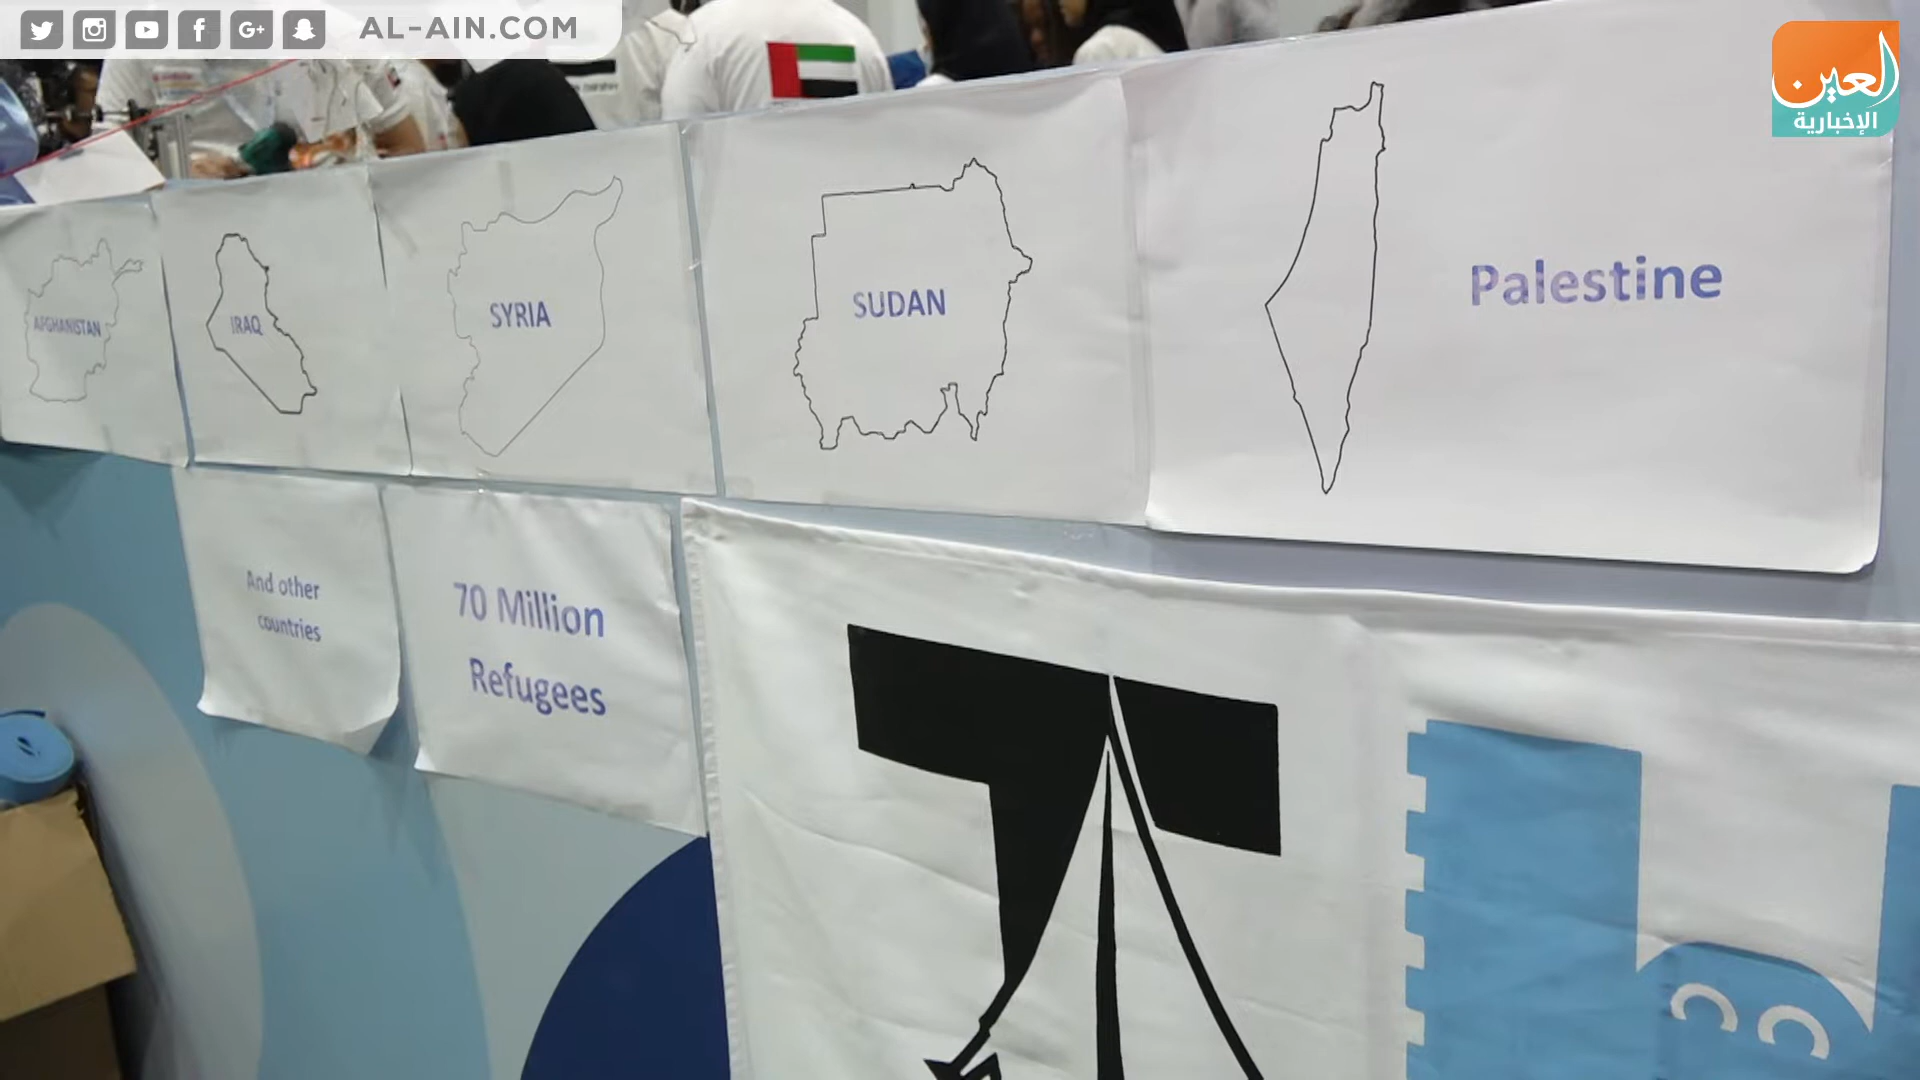 AL-AIN.COM
العين
الإخبارية
AFGHANISTAN
IRAQ
SYRIA
SUDAN
Palestine
And other
countries
70 Million
Refugees